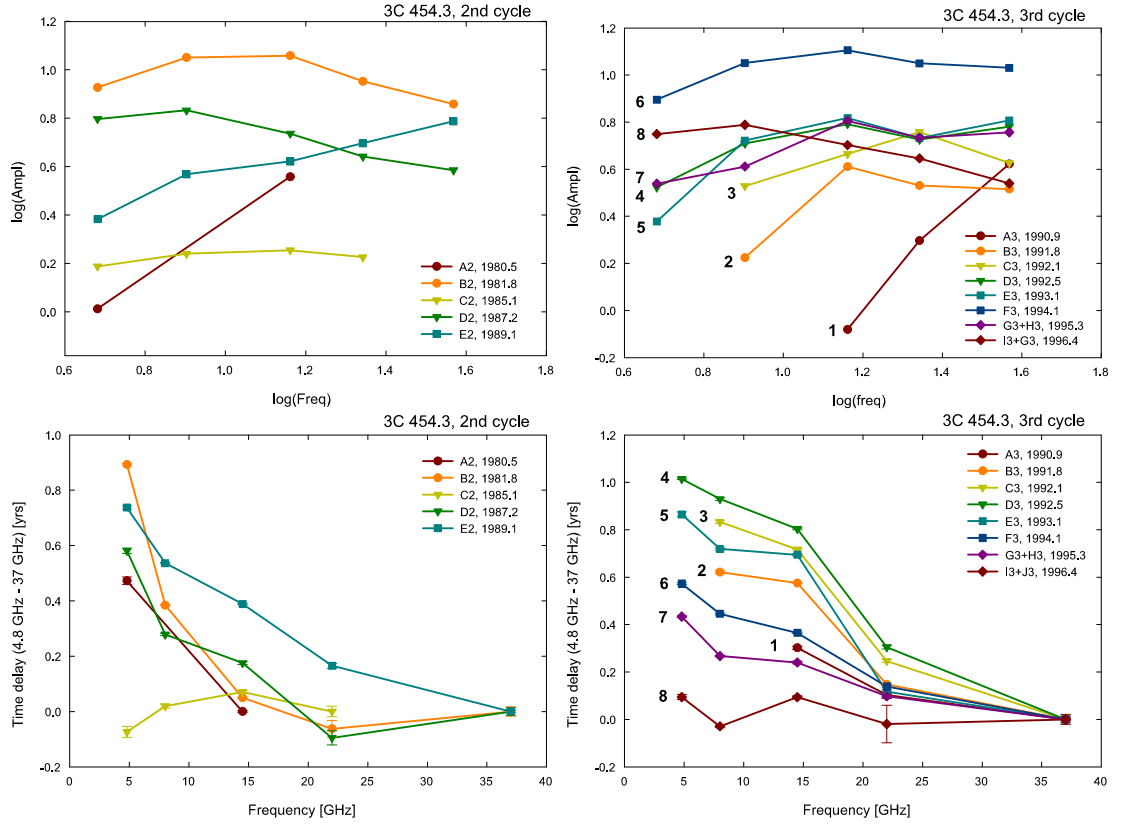 3C 454.3, 2nd cycle
1.2
1.0
0.8
0.6
0.4
0.2
0.0
log(Ampl)
A2, 1980.5
B2, 1981.8
C2, 1985.1
D2, 1987.2
E2, 1989.1
0.6 0.8 1.0 1.2 1.4 1.6 1.8
log(Freq)
3C 454.3, 3rd cycle
1.2
1.0
0.8
0.6
0.4
0.2
0.0
-0.2
log(Ampl)
6
8
7
4
5
3
2
1
A3, 1990.9
B3, 1991.8
C3, 1992.1
D3, 1992.5
E3, 1993.1
F3, 1994.1
G3+H3, 1995.3
I3+G3, 1996.4
0.6 0.8 1.0 1.2 1.4 1.6 1.8
log(freq)
3C 454.3, 2nd cycle
1.0
0.8
0.6
0.4
0.2
0.0
-0.2
Time delay (4.8 GHz - 37 GHz) [yrs]
A2, 1980.5
B2, 1981.8
C2, 1985.1
D2, 1987.2
E2, 1989.1
0 5 10 15 20 25 30 35 40
Frequency [GHz]
3C 454.3, 3rd cycle
1.2
1.0
0.8
0.6
0.4
0.2
0.0
-0.2
Time delay (4.8 GHz - 37 GHz) [yrs]
4
5
3
2
6
7
1
8
A3, 1990.9
B3, 1991.8
C3, 1992.1
D3, 1992.5
E3, 1993.1
F3, 1994.1
G3+H3, 1995.3
I3+J3, 1996.4
0 5 10 15 20 25 30 35 40
Frequency [GHz]